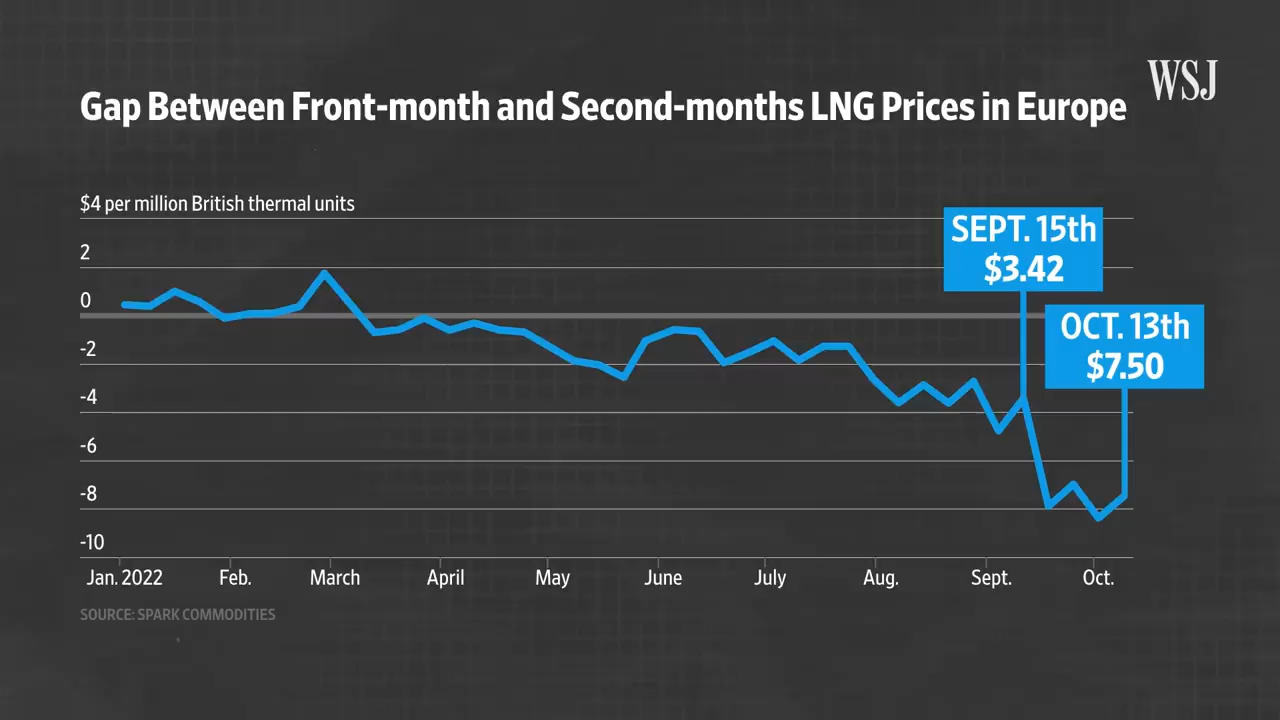 WSJ
Gap Between Front-month and Second-months LNG Prices in Europe
$4 per million British thermal units
SEPT. 15th
$3.42
2
0
OCT. 13th
$7.50
-2
-4
-6
-8
-10
Jan. 2022 Feb. March April May June July Aug. Sept. Oct.
SOURCE: SPARK COMMODITIES